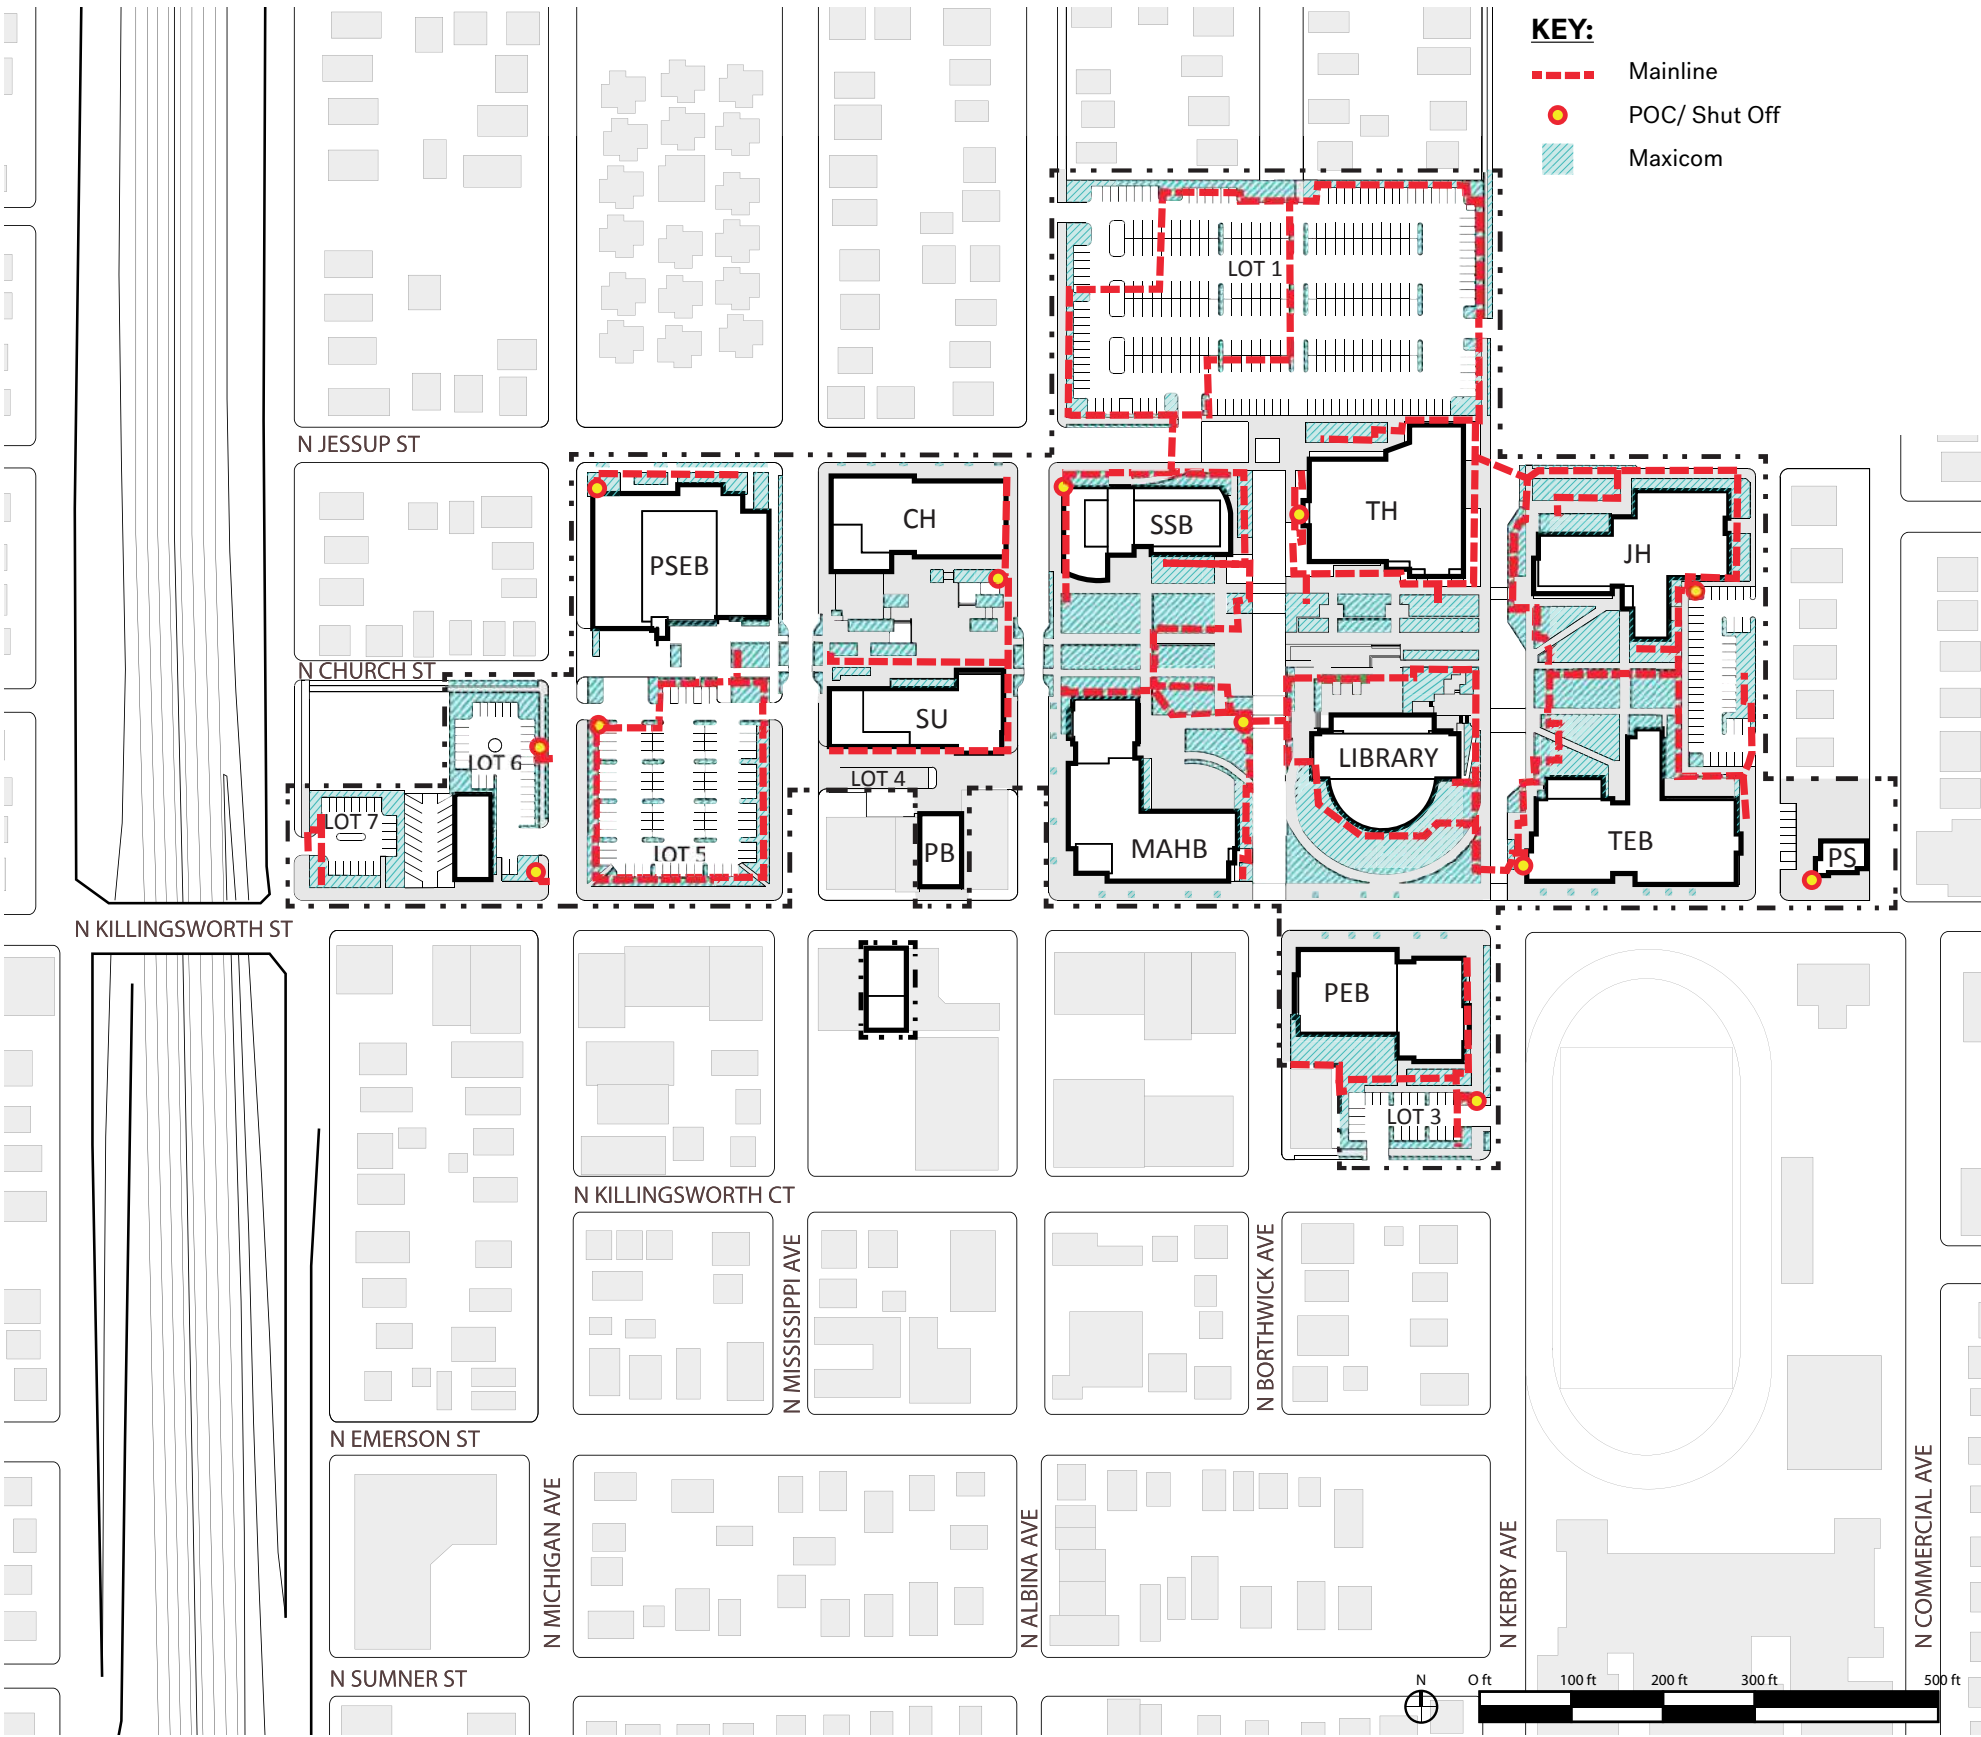 KEY:
Mainline
POC/ Shut Off
Maxicom
LOT 1
N JESSUP ST
CH
SSB
TH
JH
PSEB
N CHURCH ST
SU
LIBRARY
LOT 6
LOT 4
LOT 7
LOT 5
PB
MAHB
TEB
PS
N KILLINGSWORTH ST
PEB
LOT 3
N KILLINGSWORTH CT
N MISSISSIPPI AVE
N BORTHWICK AVE
N EMERSON ST
N MICHIGAN AVE
N ALBINA AVE
N KERBY AVE
N COMMERCIAL AVE
N SUMNER ST
N
0 ft 100 ft 200 ft 300 ft 500 ft